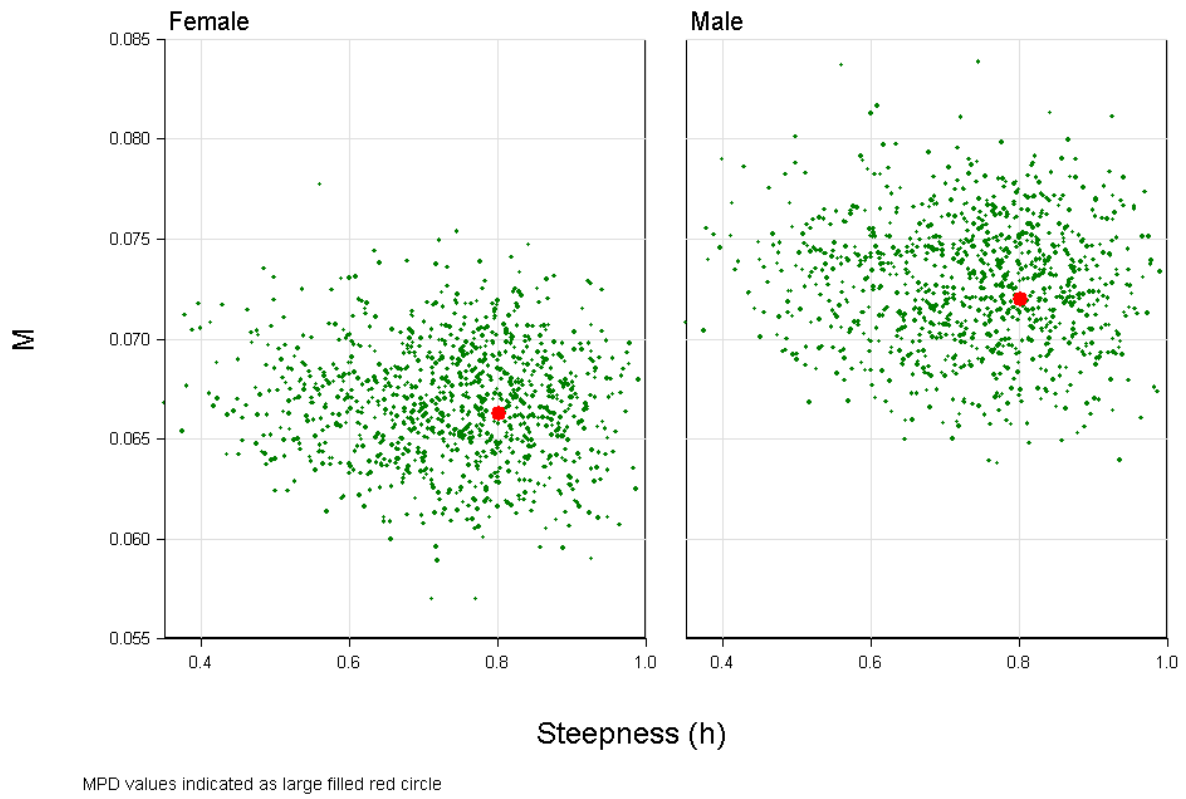 Female
Male
0.085
0.080
0.075
0.070
0.065
0.060
0.055
M
0.4 0.6 0.8 1.0
0.4 0.6 0.8 1.0
Steepness (h)
MPD values indicated as large filled red circle